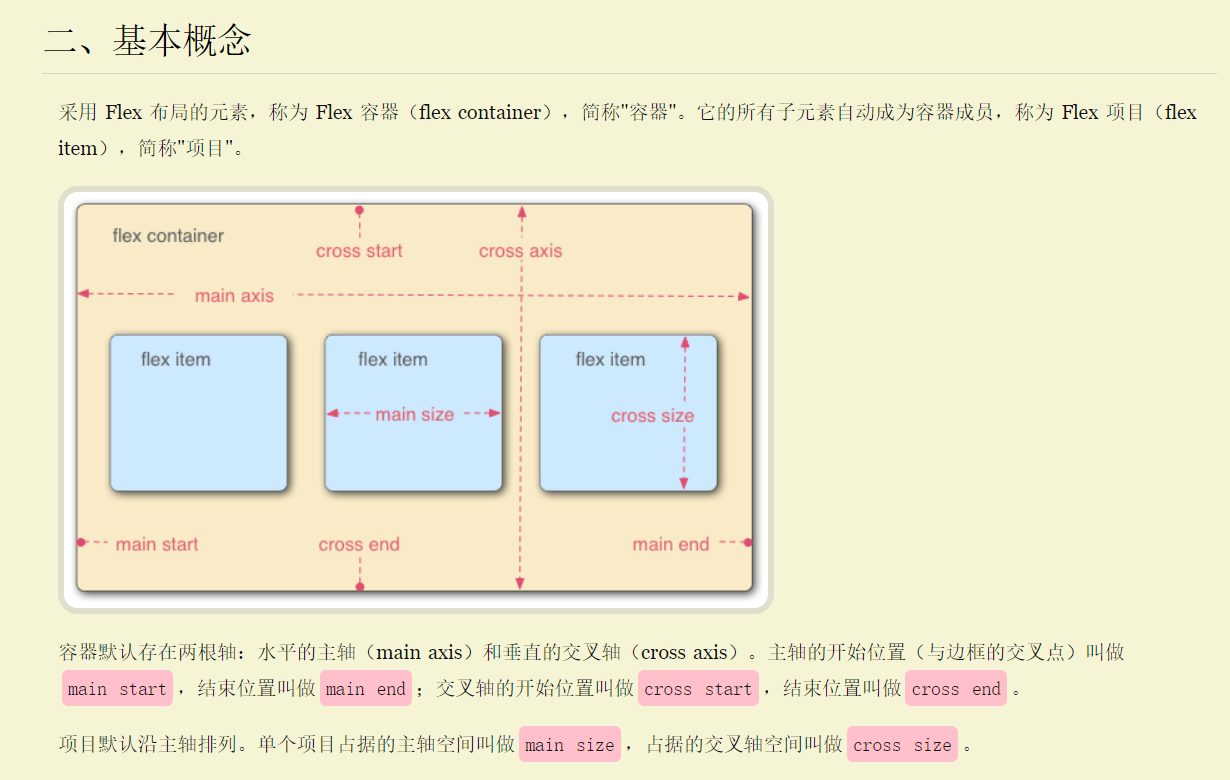 二、基本概念
采用 Flex 布局的元素，称为 Flex 容器（flex container），简称"容器"。它的所有子元素自动成为容器成员，称为 Flex 项目（flex
item），简称"项目"。
flex container
cross start
cross axis
main axis
flex item
flex item
flex item
main size
cross size
main start
cross end
main end
容器默认存在两根轴：水平的主轴（main axis）和垂直的交叉轴（cross axis）。主轴的开始位置（与边框的交叉点）叫做
main start，结束位置叫做 main end；交叉轴的开始位置叫做 cross start，结束位置叫做 cross end。
项目默认沿主轴排列。单个项目占据的主轴空间叫做 main size，占据的交叉轴空间叫做 cross size。